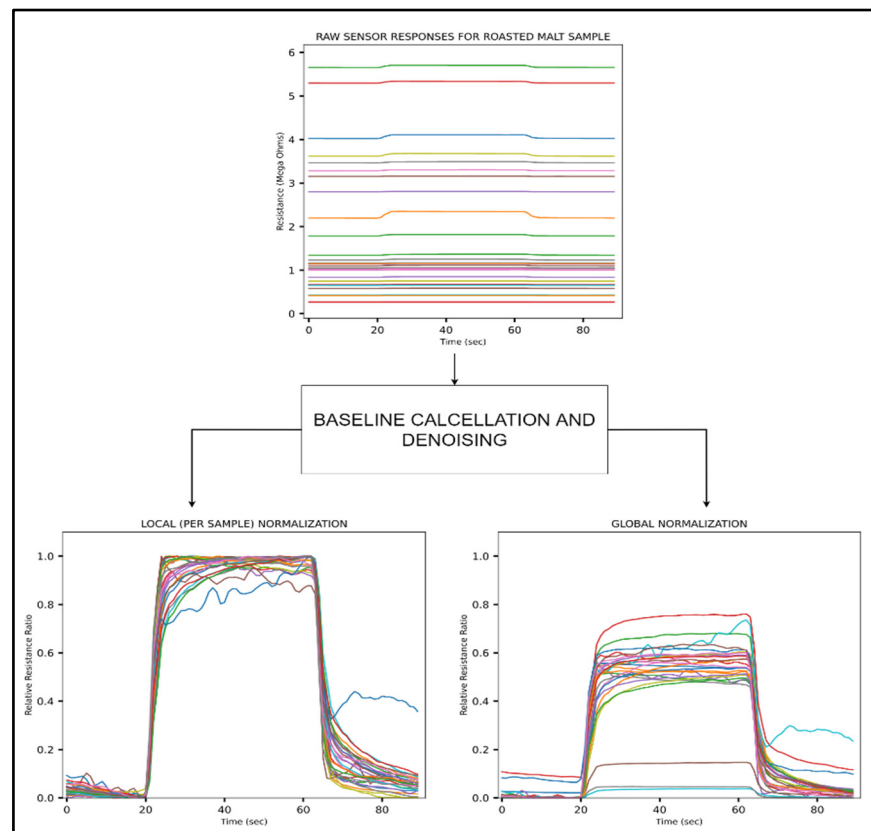 RAW SENSOR RESPONSES FOR ROASTED MALT SAMPLE
Resistance (Mega Ohms)
6
5
4
3
2
1
0
0 20 40 60 80
Time (sec)
BASELINE CALCELLATION AND
DENOISING
LOCAL (PER SAMPLE) NORMALIZATION
Relative Resistance Ratio
1.0
0.8
0.6
0.4
0.2
0.0
0 20 40 60 80
Time (sec)
GLOBAL NORMALIZATION
Relative Resistance Ratio
1.0
0.8
0.6
0.4
0.2
0.0
0 20 40 60 80
Time (sec)